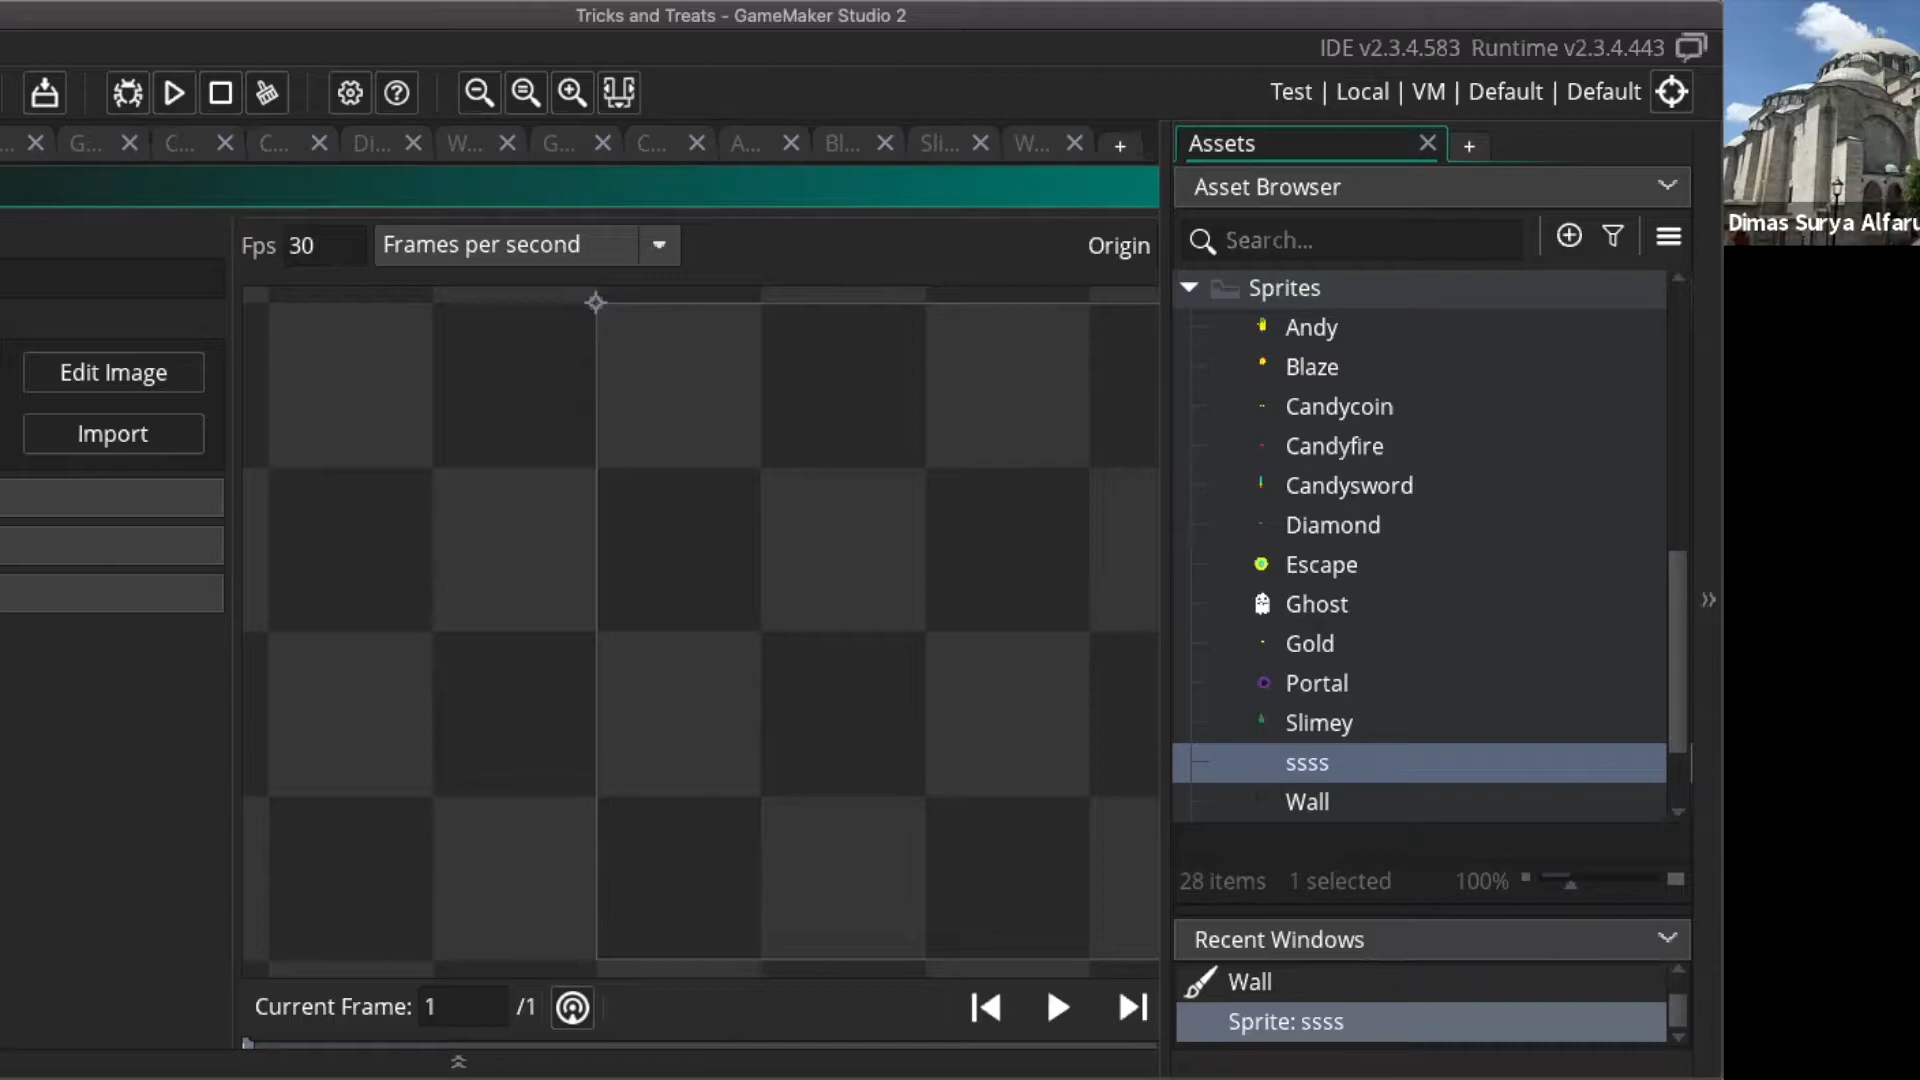 Tricks and Treats - GameMaker Studio 2
IDE v2.3.4.583 Runtime v2.3.4.443
Test | Local | VM | Default | Default
... G... C... C... Di... W... G... C... A... Bl... Sli... W... +
Assets +
Asset Browser
Search...
Fps 30 Frames per second Origin
Edit Image
Import
Sprites
Andy
Blaze
Candycoin
Candyfire
Candysword
Diamond
Escape
Ghost
Gold
Portal
Slimey
ssss
Wall
28 items 1 selected 100%
Recent Windows
Wall
Sprite: ssss
Current Frame: 1 /1
Dimas Surya Alfaru